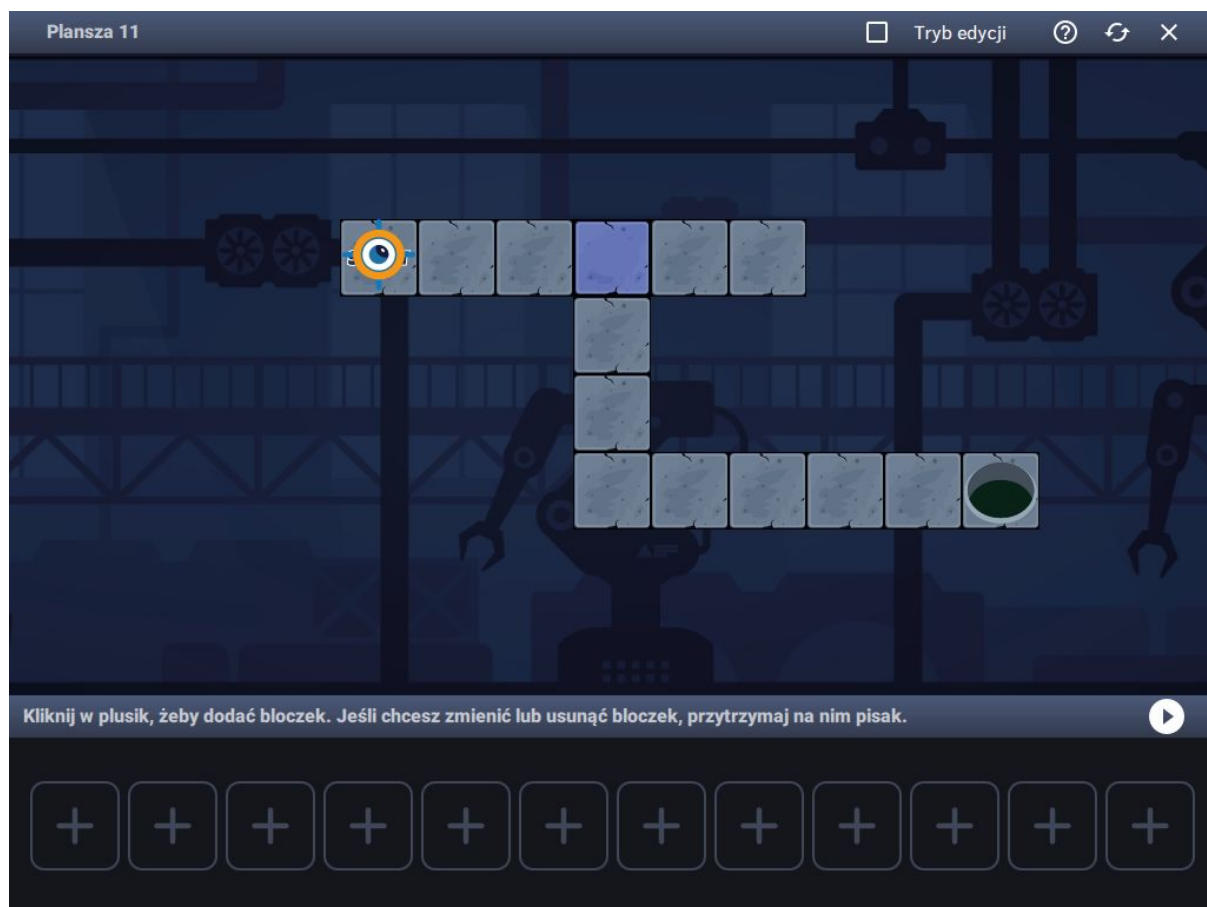 Plansza 11
Tryb edycji
Kliknij w plusik, żeby dodać bloczek. Jeśli chcesz zmienić lub usunąć bloczek, przytrzymaj na nim pisak.